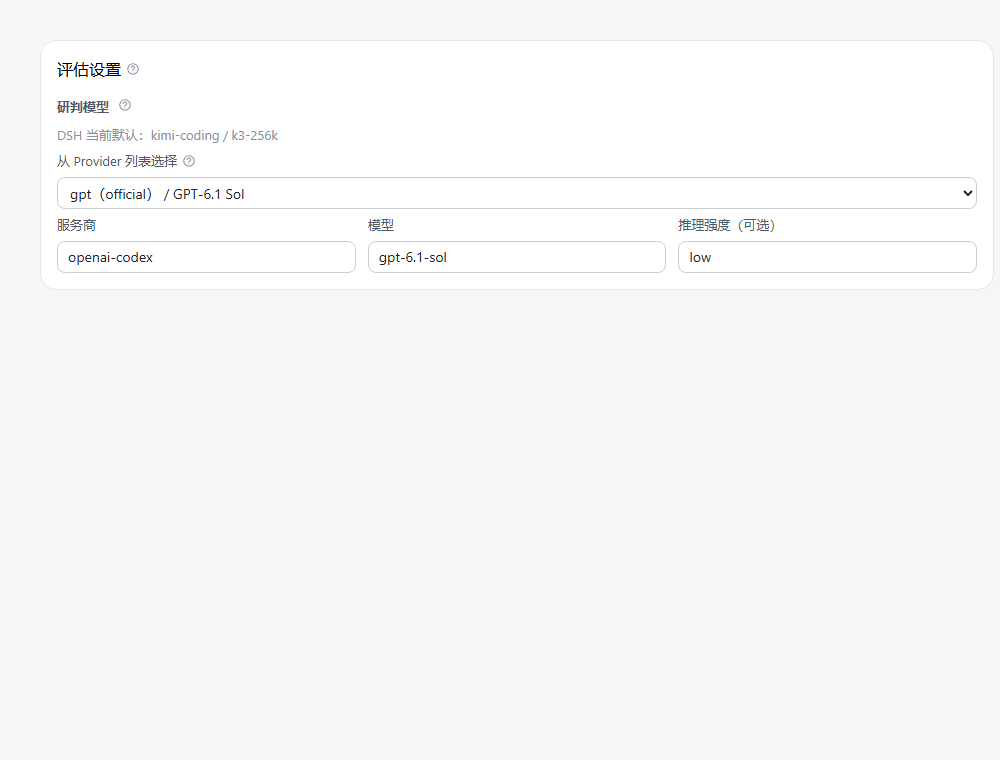 评估设置
研判模型
DSH 当前默认：kimi-coding / k3-256k
从 Provider 列表选择
gpt（official） / GPT-6.1 Sol
服务商 模型 推理强度（可选）
openai-codex gpt-6.1-sol low